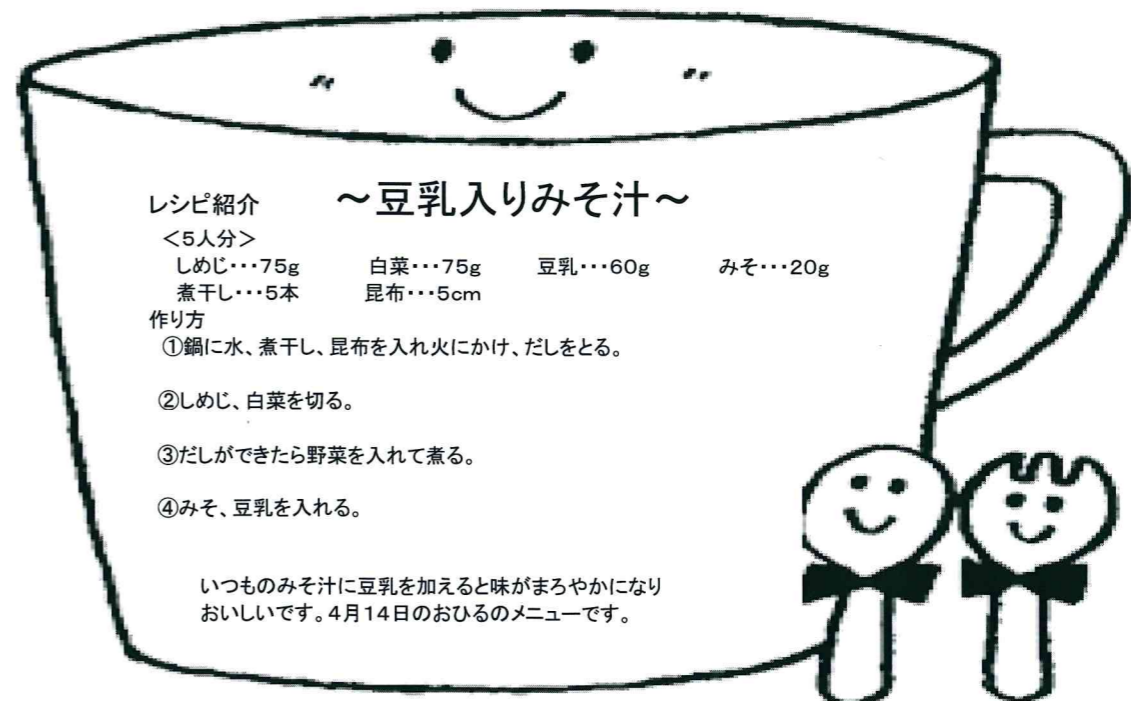 レシピ紹介　～豆乳入りみそ汁～
＜5人分＞
しめじ・・・75g　白菜・・・75g　豆乳・・・60g　みそ・・・20g
煮干し・・・5本　昆布・・・5cm
作り方
①鍋に水、煮干し、昆布を入れ火にかけ、だしをとる。
②しめじ、白菜を切る。
③だしができたら野菜を入れて煮る。
④みそ、豆乳を入れる。
いつものみそ汁に豆乳を加えると味がまろやかになり
おいしいです。4月14日のおひるのメニューです。